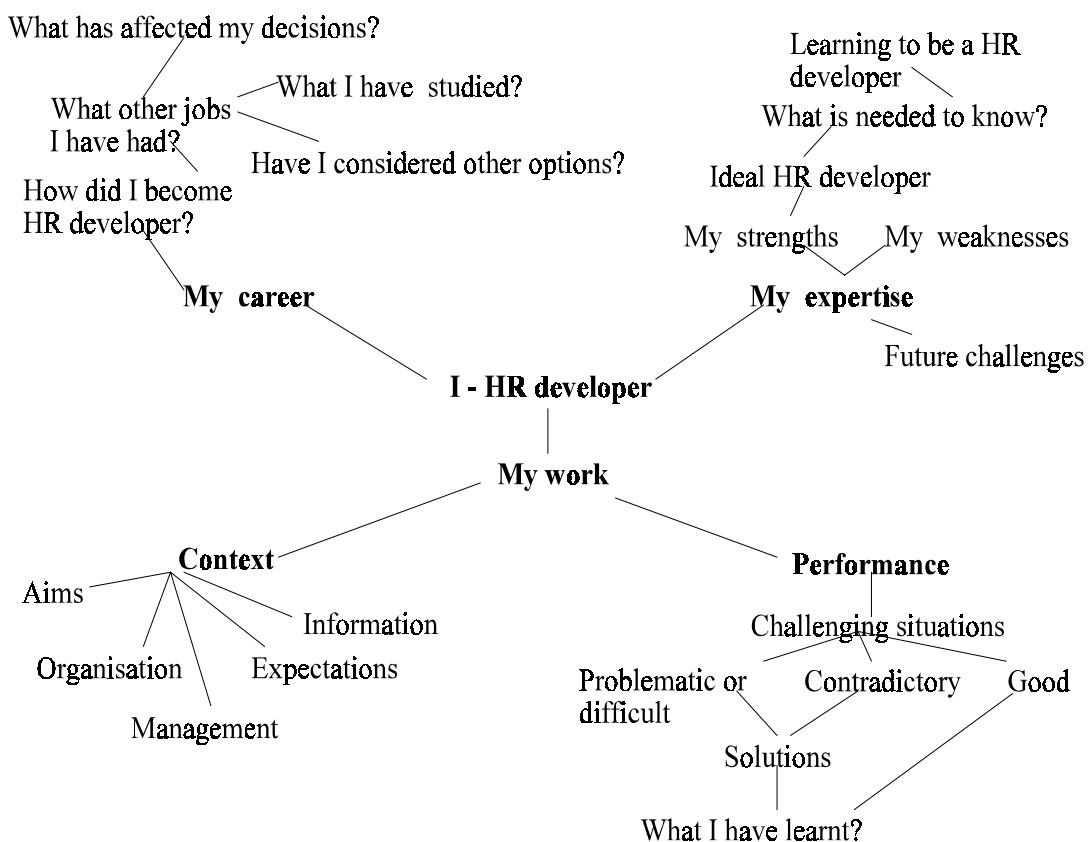 What has affected my decisions?
What I have studied?
What other jobs
I have had?
Have I considered other options?
How did I become
HR developer?
My career
Learning to be a HR
developer
What is needed to know?
Ideal HR developer
My strengths
My weaknesses
My expertise
Future challenges
I - HR developer
My work
Context
Aims
Information
Organisation
Expectations
Management
Performance
Challenging situations
Problematic or
difficult
Contradictory
Good
Solutions
What I have learnt?